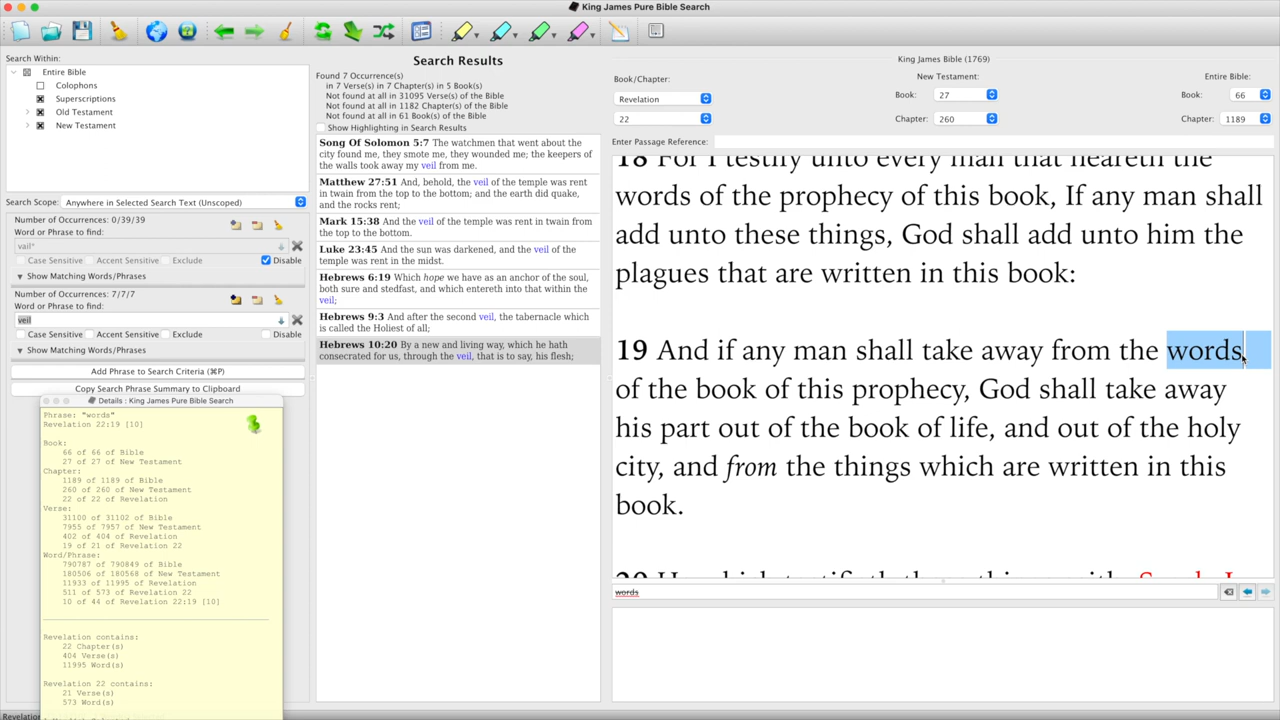 King James Pure Bible Search
Search Within:
Entire Bible
Colophons
Superscriptions
Old Testament
New Testament
Search Scope: Anywhere in Selected Search Text (Unscoped)
Number of Occurrences: 0/39/39
Word or Phrase to find:
vail*
Case Sensitive Accent Sensitive Exclude Disable
▼ Show Matching Words/Phrases
Number of Occurrences: 7/7/7
Word or Phrase to find:
veil
Case Sensitive Accent Sensitive Exclude Disable
▼ Show Matching Words/Phrases
Add Phrase to Search Criteria (⌘P)
Copy Search Phrase Summary to Clipboard
Details : King James Pure Bible Search
Phrase: "words"
Revelation 22:19 [10]
Book:
66 of 66 of Bible
27 of 27 of New Testament
Chapter:
1189 of 1189 of Bible
260 of 260 of New Testament
22 of 22 of Revelation
Verse:
31100 of 31102 of Bible
7955 of 7957 of New Testament
402 of 404 of Revelation
19 of 21 of Revelation 22
Word/Phrase:
790787 of 790849 of Bible
180506 of 180568 of New Testament
11933 of 11995 of Revelation
511 of 573 of Revelation 22
10 of 44 of Revelation 22:19 [10]
Revelation contains:
22 Chapter(s)
404 Verse(s)
11995 Word(s)
Revelation 22 contains:
21 Verse(s)
573 Word(s)
Search Results
Found 7 Occurrence(s)
in 7 Verse(s) in 7 Chapter(s) in 5 Book(s)
Not found at all in 31095 Verse(s) of the Bible
Not found at all in 1182 Chapter(s) of the Bible
Not found at all in 61 Book(s) of the Bible
Show Highlighting in Search Results
Song Of Solomon 5:7 The watchmen that went about the
city found me, they smote me, they wounded me; the keepers of
the walls took away my veil from me.
Matthew 27:51 And, behold, the veil of the temple was rent
in twain from the top to the bottom; and the earth did quake,
and the rocks rent;
Mark 15:38 And the veil of the temple was rent in twain from
the top to the bottom.
Luke 23:45 And the sun was darkened, and the veil of the
temple was rent in the midst.
Hebrews 6:19 Which hope we have as an anchor of the soul,
both sure and stedfast, and which entereth into that within the
veil;
Hebrews 9:3 And after the second veil, the tabernacle which
is called the Holiest of all;
Hebrews 10:20 By a new and living way, which he hath
consecrated for us, through the veil, that is to say, his flesh;
King James Bible (1769)
Book/Chapter: New Testament: Entire Bible:
Revelation Book: 27 Book: 66
22 Chapter: 260 Chapter: 1189
Enter Passage Reference:
18 For I testify unto every man that heareth the
words of the prophecy of this book, If any man shall
add unto these things, God shall add unto him the
plagues that are written in this book:
19 And if any man shall take away from the words
of the book of this prophecy, God shall take away
his part out of the book of life, and out of the holy
city, and from the things which are written in this
book.
words
Revelation